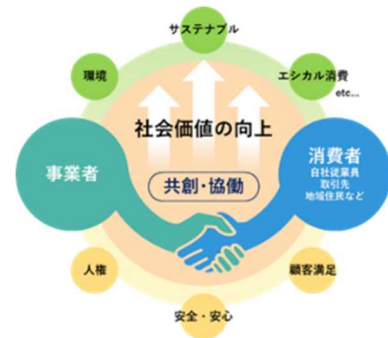 サステナブル
環境
エシカル消費
etc...
社会価値の向上
事業者
消費者
自社従業員
取引先
地域住民など
共創・協働
人権
顧客満足
安全・安心